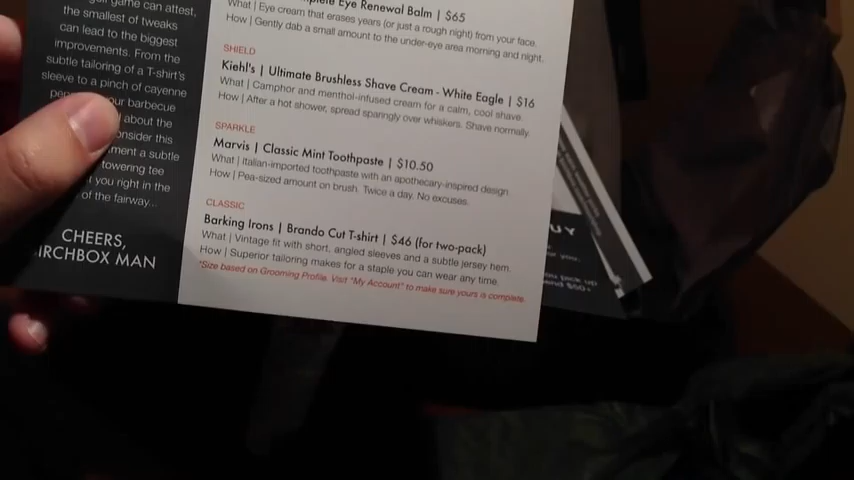 golf game can attest,
the smallest of tweaks
can lead to the biggest
improvements. From the
subtle tailoring of a T-shirt's
sleeve to a pinch of cayenne
our barbecue
about the
onsider this
ment a subtle
towering tee
t you right in the
of the fairway...
CHEERS,
IRCHBOX MAN
Eye Renewal Balm | $65
What | Eye cream that erases years (or just a rough night) from your face.
How | Gently dab a small amount to the under-eye area morning and night.
SHIELD
Kiehl's | Ultimate Brushless Shave Cream - White Eagle | $16
What | Camphor and menthol-infused cream for a calm, cool shave.
How | After a hot shower, spread sparingly over whiskers. Shave normally.
SPARKLE
Marvis | Classic Mint Toothpaste | $10.50
What | Italian-imported toothpaste with an apothecary-inspired design.
How | Pea-sized amount on brush. Twice a day. No excuses.
CLASSIC
Barking Irons | Brando Cut T-shirt | $46 (for two-pack)
What | Vintage fit with short, angled sleeves and a subtle jersey hem.
How | Superior tailoring makes for a staple you can wear any time.
*Size based on Grooming Profile. Visit "My Account" to make sure yours is complete.
UY